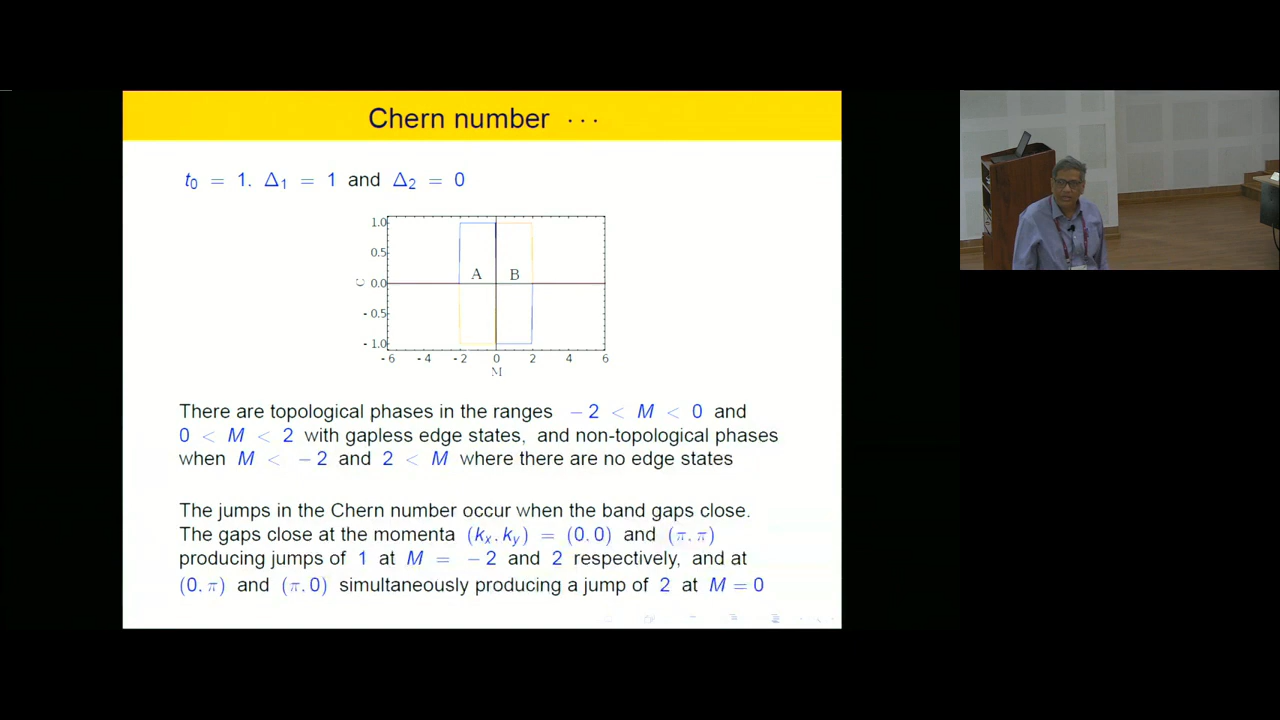 Chern number ···
t₀ = 1. Δ₁ = 1 and Δ₂ = 0
1.0
0.5
0.0
-0.5
-1.0
C
A B
-6 -4 -2 0 2 4 6
M
There are topological phases in the ranges −2 < M < 0 and
0 < M < 2 with gapless edge states, and non-topological phases
when M < −2 and 2 < M where there are no edge states
The jumps in the Chern number occur when the band gaps close.
The gaps close at the momenta (kₓ. k_y) = (0. 0) and (π. π)
producing jumps of 1 at M = −2 and 2 respectively, and at
(0. π) and (π. 0) simultaneously producing a jump of 2 at M = 0